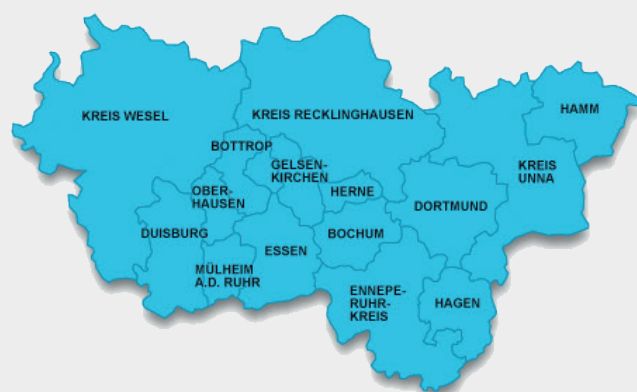 KREIS WESEL
KREIS RECKLINGHAUSEN
HAMM
BOTTROP
GELSEN-
KIRCHEN
KREIS
UNNA
OBER-
HAUSEN
HERNE
DORTMUND
DUISBURG
BOCHUM
ESSEN
MÜLHEIM
A.D. RUHR
ENNEPE-
RUHR-
KREIS
HAGEN